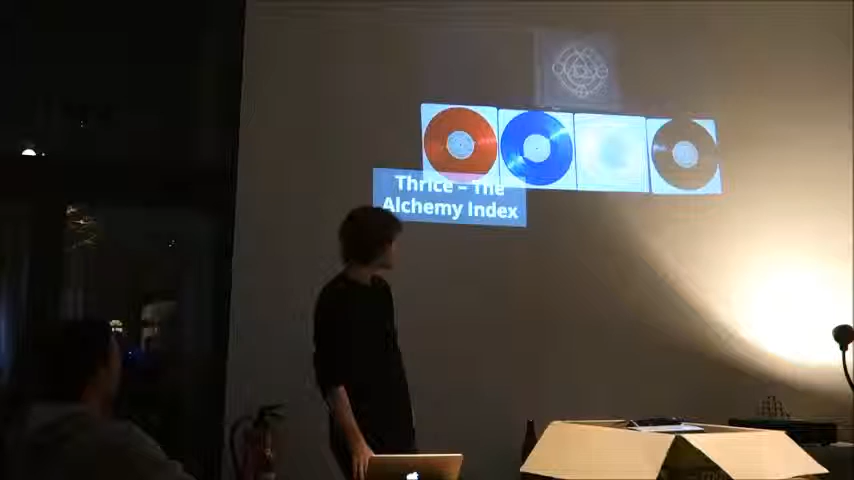 Thrice – The
Alchemy Index